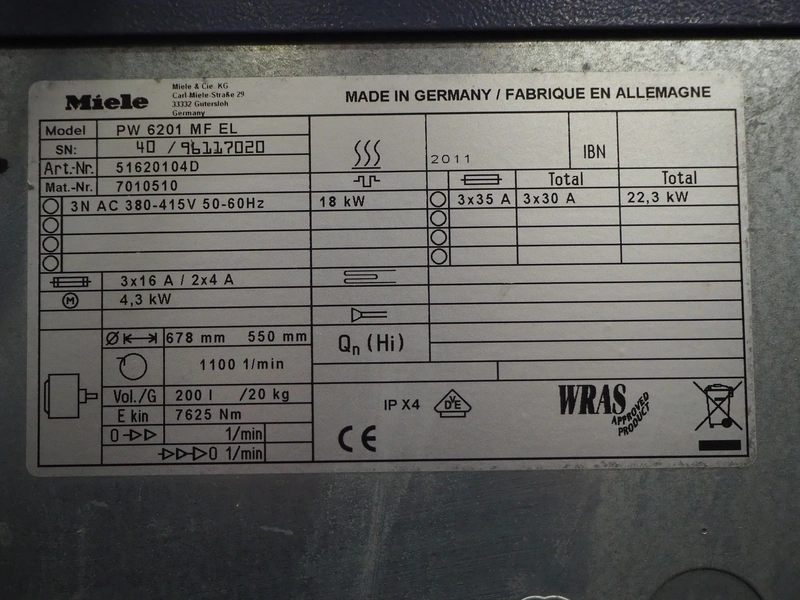 Miele
Miele & Cie. KG
Carl-Miele-Straße 29
33332 Gutersloh
Germany
MADE IN GERMANY / FABRIQUE EN ALLEMAGNE
Model PW 6201 MF EL
SN: 40 / 96117020
2011 IBN
Art.-Nr. 51620104D
Mat.-Nr. 7010510
Total Total
3N AC 380-415V 50-60Hz 18 kW 3x35 A 3x30 A 22,3 kW
3x16 A / 2x4 A
M 4,3 kW
Ø 678 mm 550 mm
Qn (Hi)
1100 1/min
Vol./G 200 l /20 kg
IP X4 VDE WRAS APPROVED PRODUCT
E kin 7625 Nm
0 1/min
CE
0 1/min